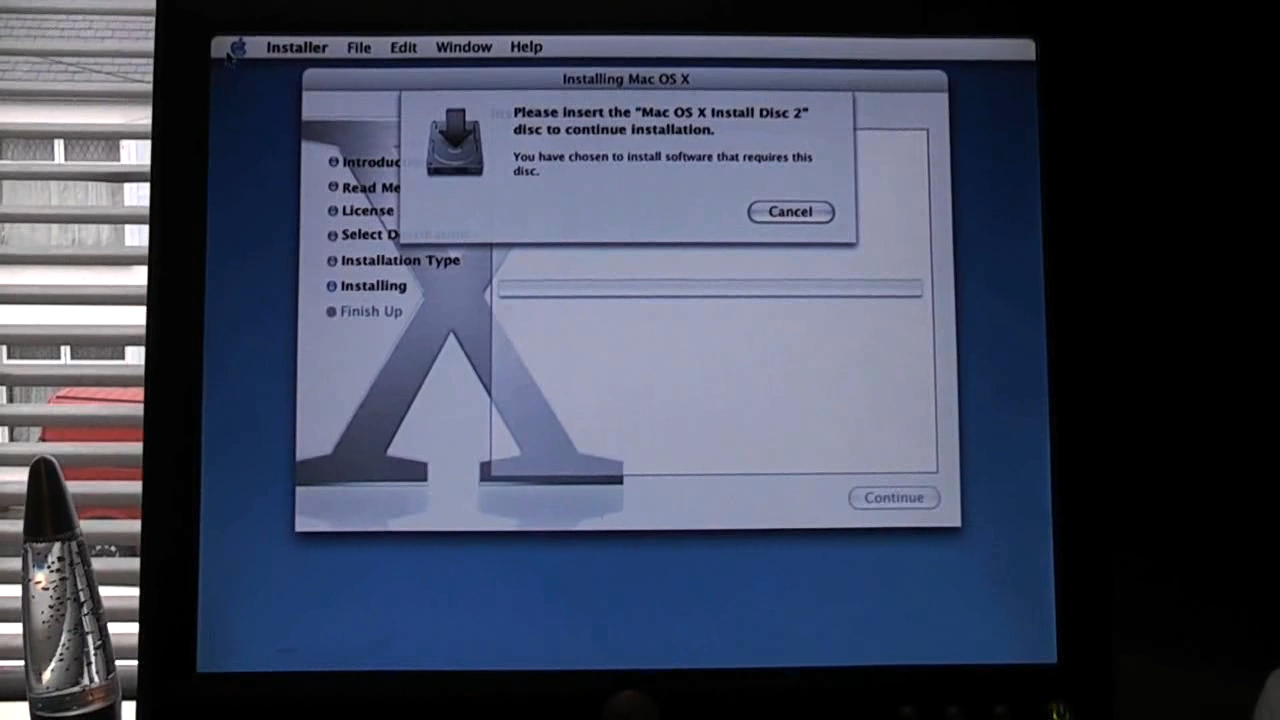 Installer File Edit Window Help
Installing Mac OS X
Please insert the "Mac OS X Install Disc 2"
disc to continue installation.
You have chosen to install software that requires this
disc.
Cancel
Introduc
Read Me
License
Select D
Installation Type
Installing
Finish Up
Continue